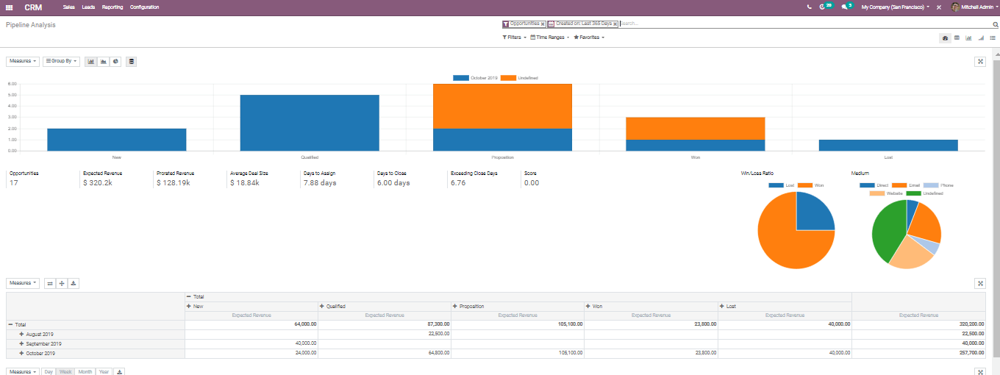 CRM Sales Leads Reporting Configuration 20 3 My Company (San Francisco) Mitchell Admin
Pipeline Analysis Opportunities Created on: Last 365 Days Search...
Filters Time Ranges Favorites
Measures Group By
October 2019 Undefined
6.00
5.00
4.00
3.00
2.00
1.00
0.00
New Qualified Proposition Won Lost
Opportunities Expected Revenue Prorated Revenue Average Deal Size Days to Assign Days to Close Exceeding Close Days Score Win/Loss Ratio Medium
17 $ 320.2k $ 128.19k $ 18.84k 7.88 days 6.00 days 6.76 0.00
Lost Won Direct Email Phone
Website Undefined
Measures
Total
New Qualified Proposition Won Lost
Expected Revenue Expected Revenue Expected Revenue Expected Revenue Expected Revenue Expected Revenue
Total 64,000.00 87,300.00 105,100.00 23,800.00 40,000.00 320,200.00
August 2019 22,500.00 22,500.00
September 2019 40,000.00 40,000.00
October 2019 24,000.00 64,800.00 105,100.00 23,800.00 40,000.00 257,700.00
Measures Day Week Month Year